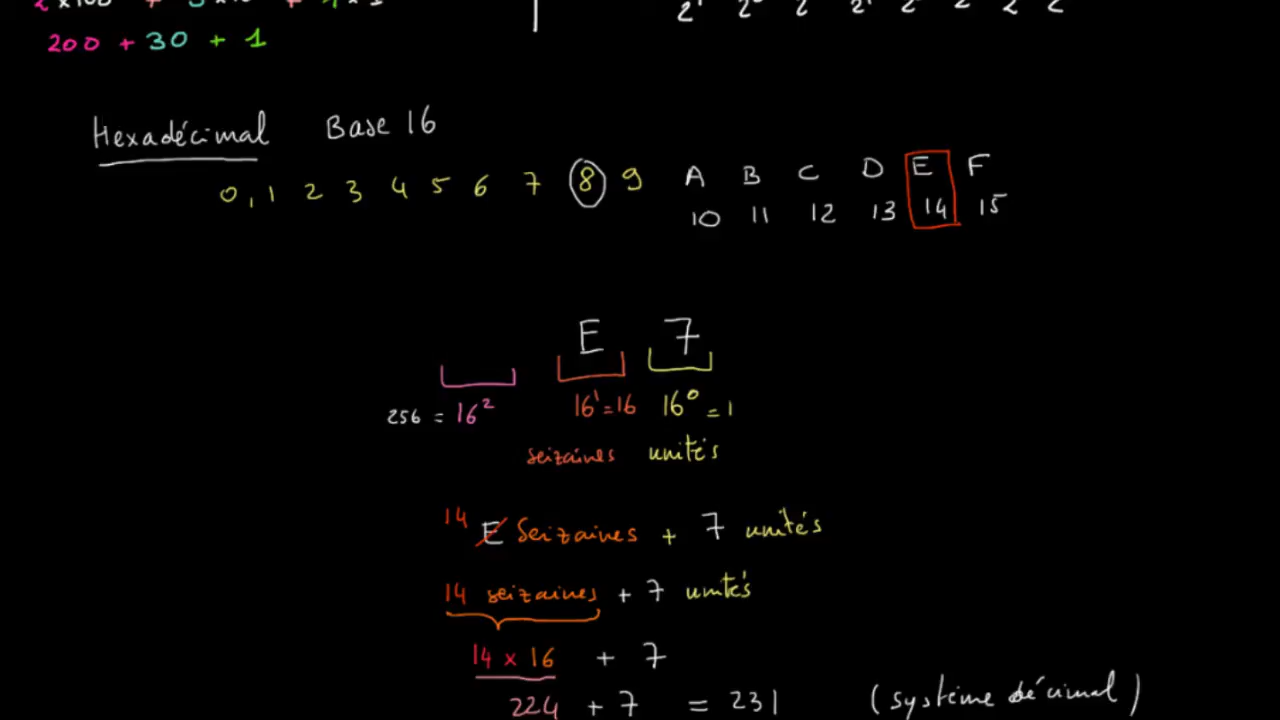 200 + 30 + 1
Hexadécimal Base 16
0, 1 2 3 4 5 6 7 8 9 A B C D E F
10 11 12 13 14 15
E 7
256 = 16² 16¹ = 16 16⁰ = 1
seizaines unités
14 E Seizaines + 7 unités
14 seizaines + 7 unités
14 × 16 + 7
224 + 7 = 231 (système décimal)